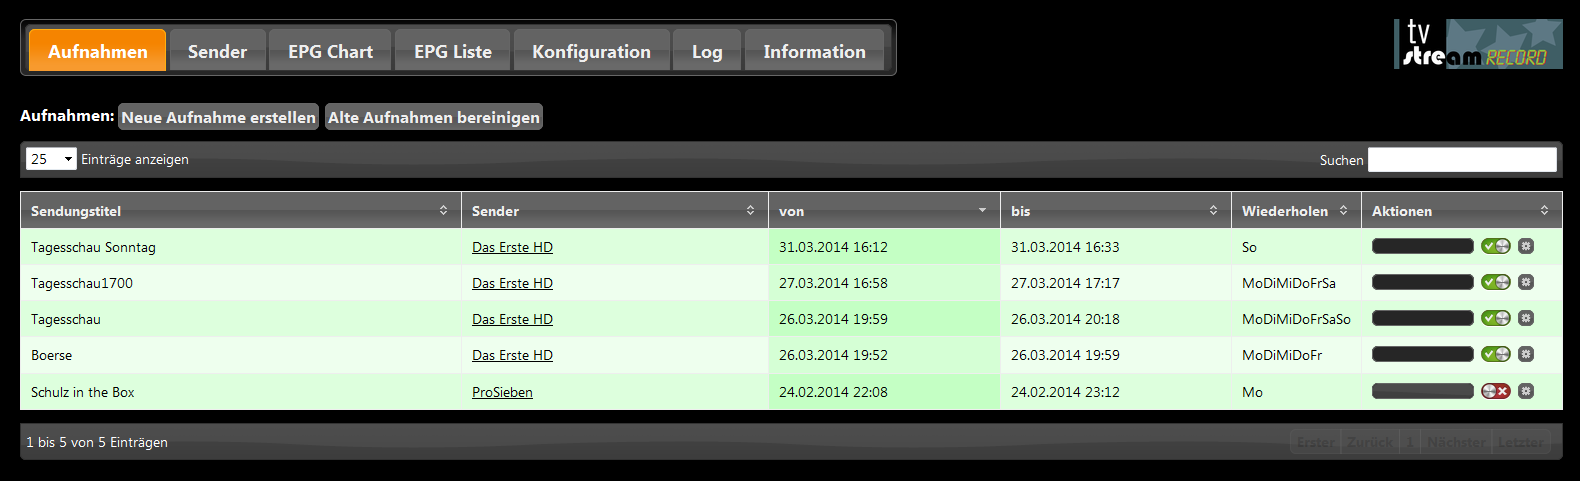 Aufnahmen Sender EPG Chart EPG Liste Konfiguration Log Information
tv
stream RECORD
Aufnahmen: Neue Aufnahme erstellen Alte Aufnahmen bereinigen
25 Einträge anzeigen Suchen
Sendungstitel Sender von bis Wiederholen Aktionen
Tagesschau Sonntag Das Erste HD 31.03.2014 16:12 31.03.2014 16:33 So
Tagesschau1700 Das Erste HD 27.03.2014 16:58 27.03.2014 17:17 MoDiMiDoFrSa
Tagesschau Das Erste HD 26.03.2014 19:59 26.03.2014 20:18 MoDiMiDoFrSaSo
Boerse Das Erste HD 26.03.2014 19:52 26.03.2014 19:59 MoDiMiDoFr
Schulz in the Box ProSieben 24.02.2014 22:08 24.02.2014 23:12 Mo
1 bis 5 von 5 Einträgen Erster Zurück 1 Nächster Letzter